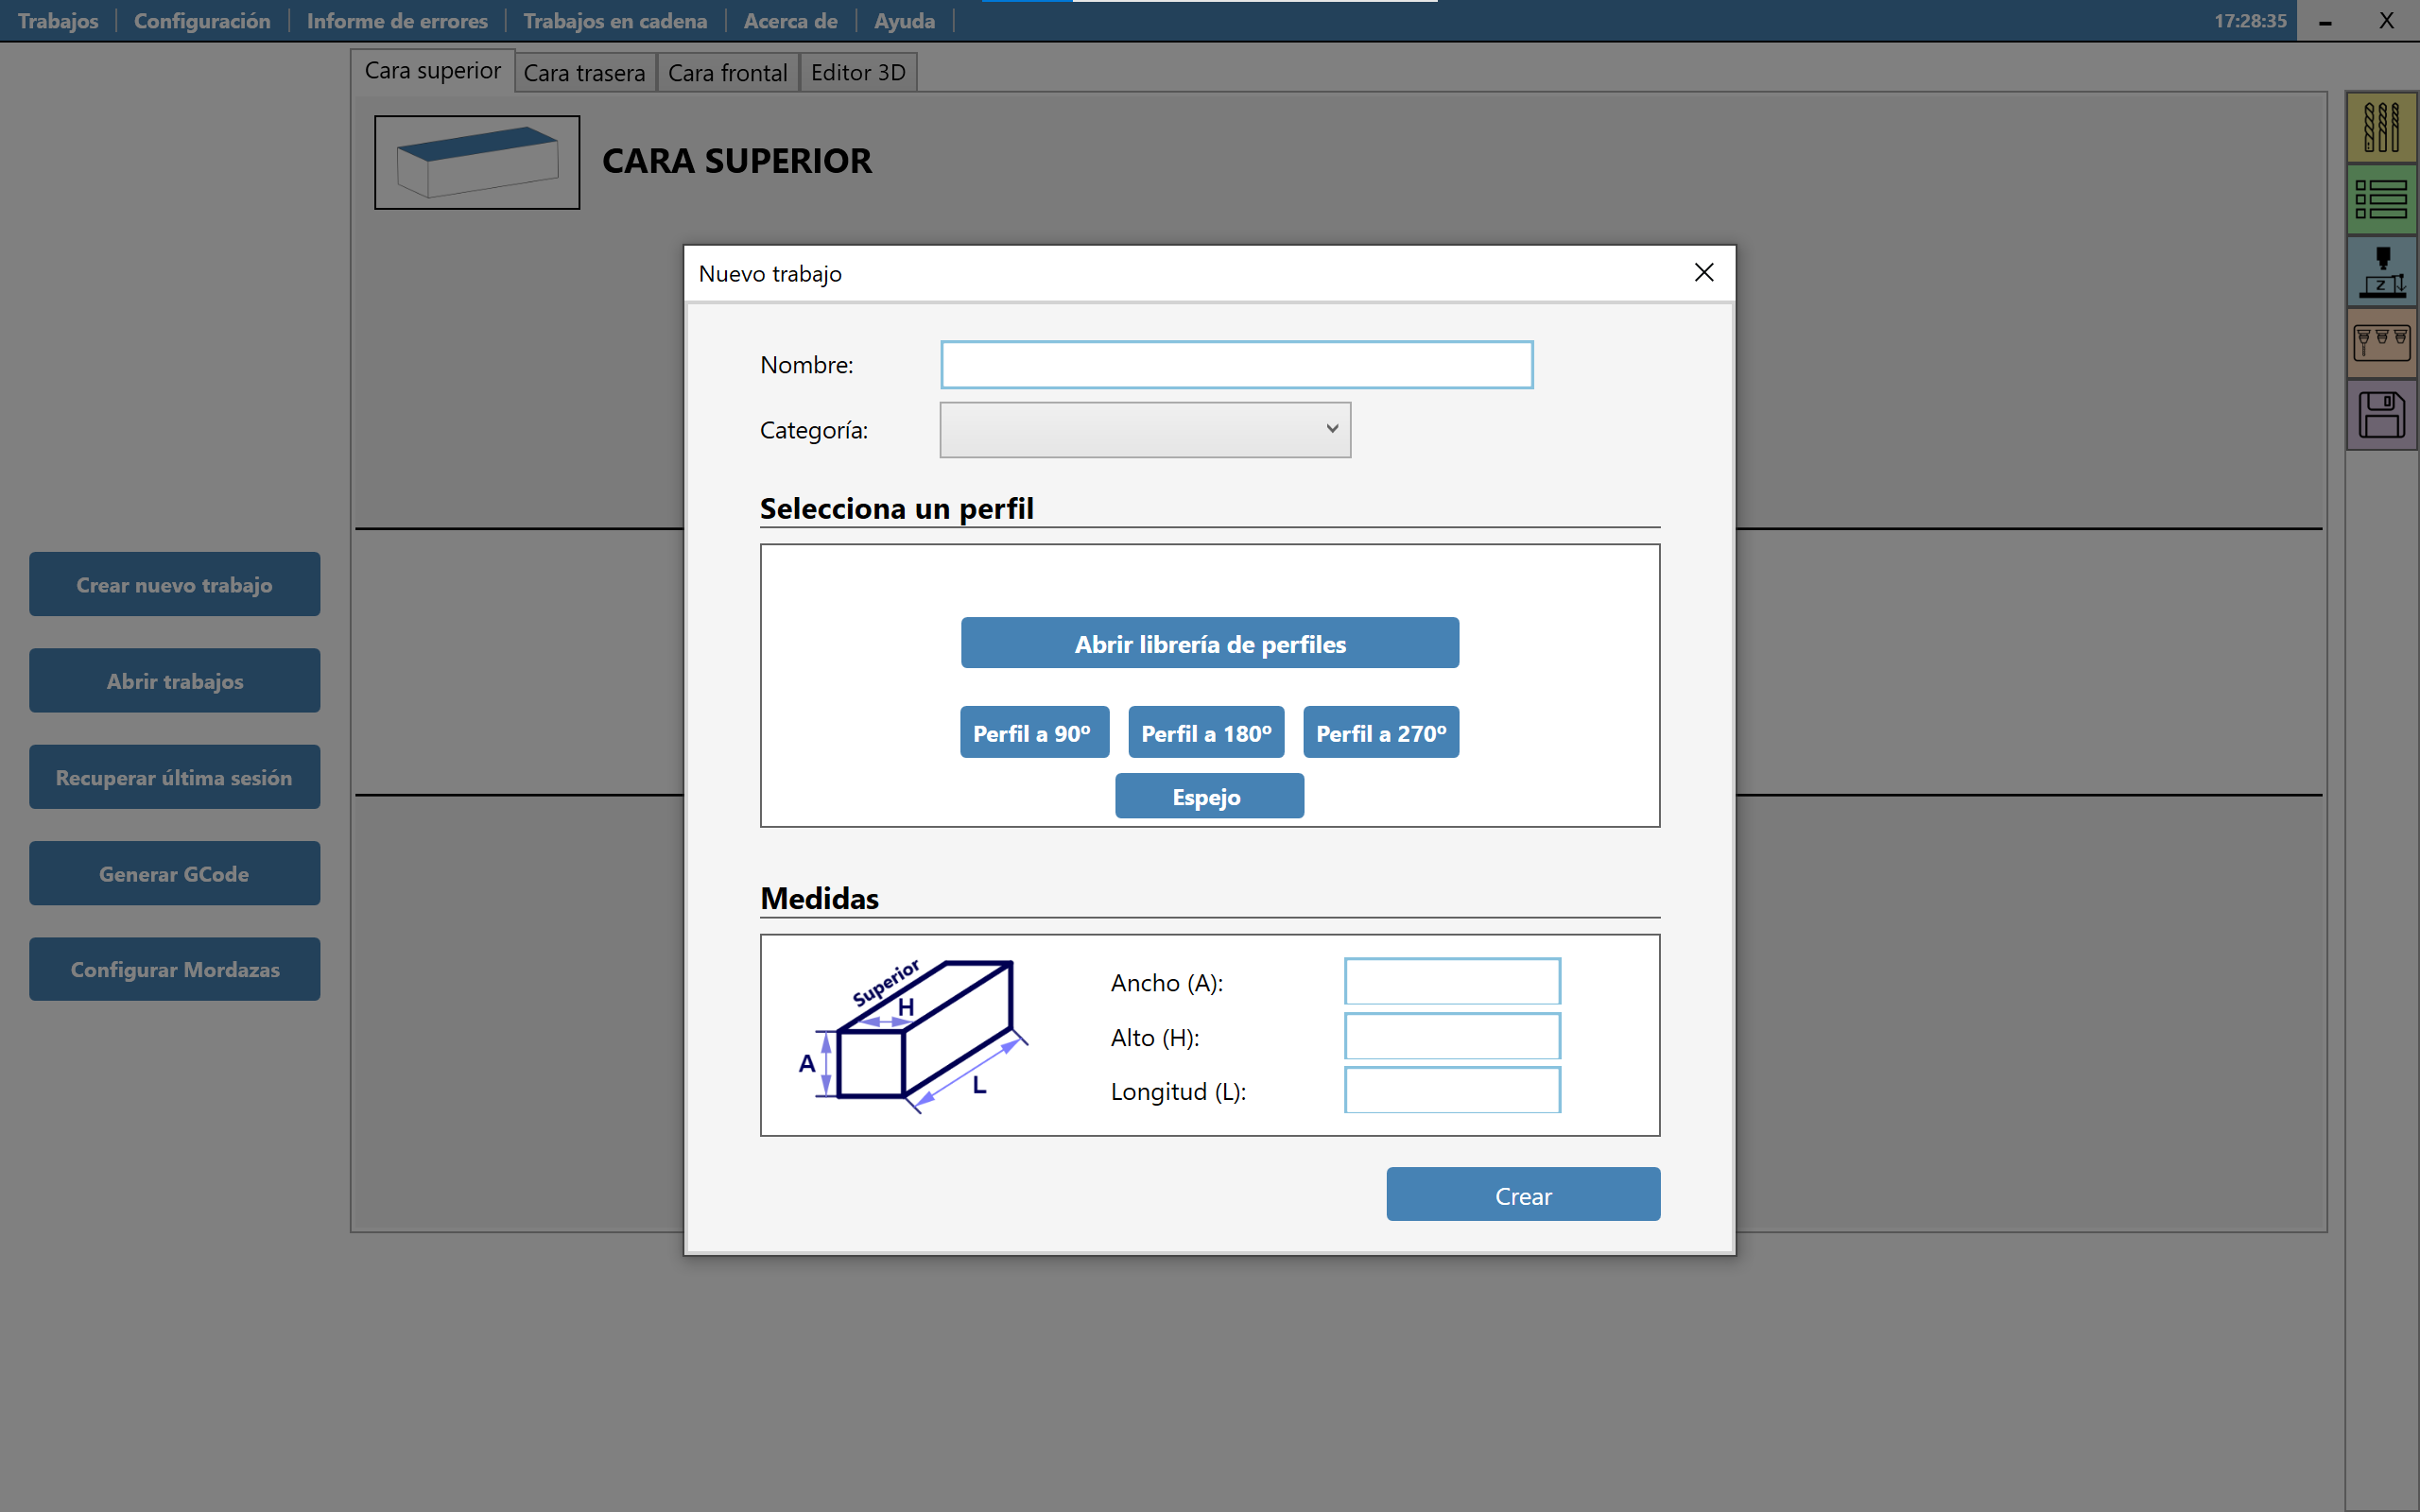 Trabajos Configuración Informe de errores Trabajos en cadena Acerca de Ayuda 17:28:35 X
Cara superior Cara trasera Cara frontal Editor 3D
CARA SUPERIOR
Z
Crear nuevo trabajo
Abrir trabajos
Recuperar última sesión
Generar GCode
Configurar Mordazas
Nuevo trabajo
Nombre:
Categoría:
Selecciona un perfil
Abrir librería de perfiles
Perfil a 90º Perfil a 180º Perfil a 270º
Espejo
Medidas
Superior
H
A
L
Ancho (A):
Alto (H):
Longitud (L):
Crear